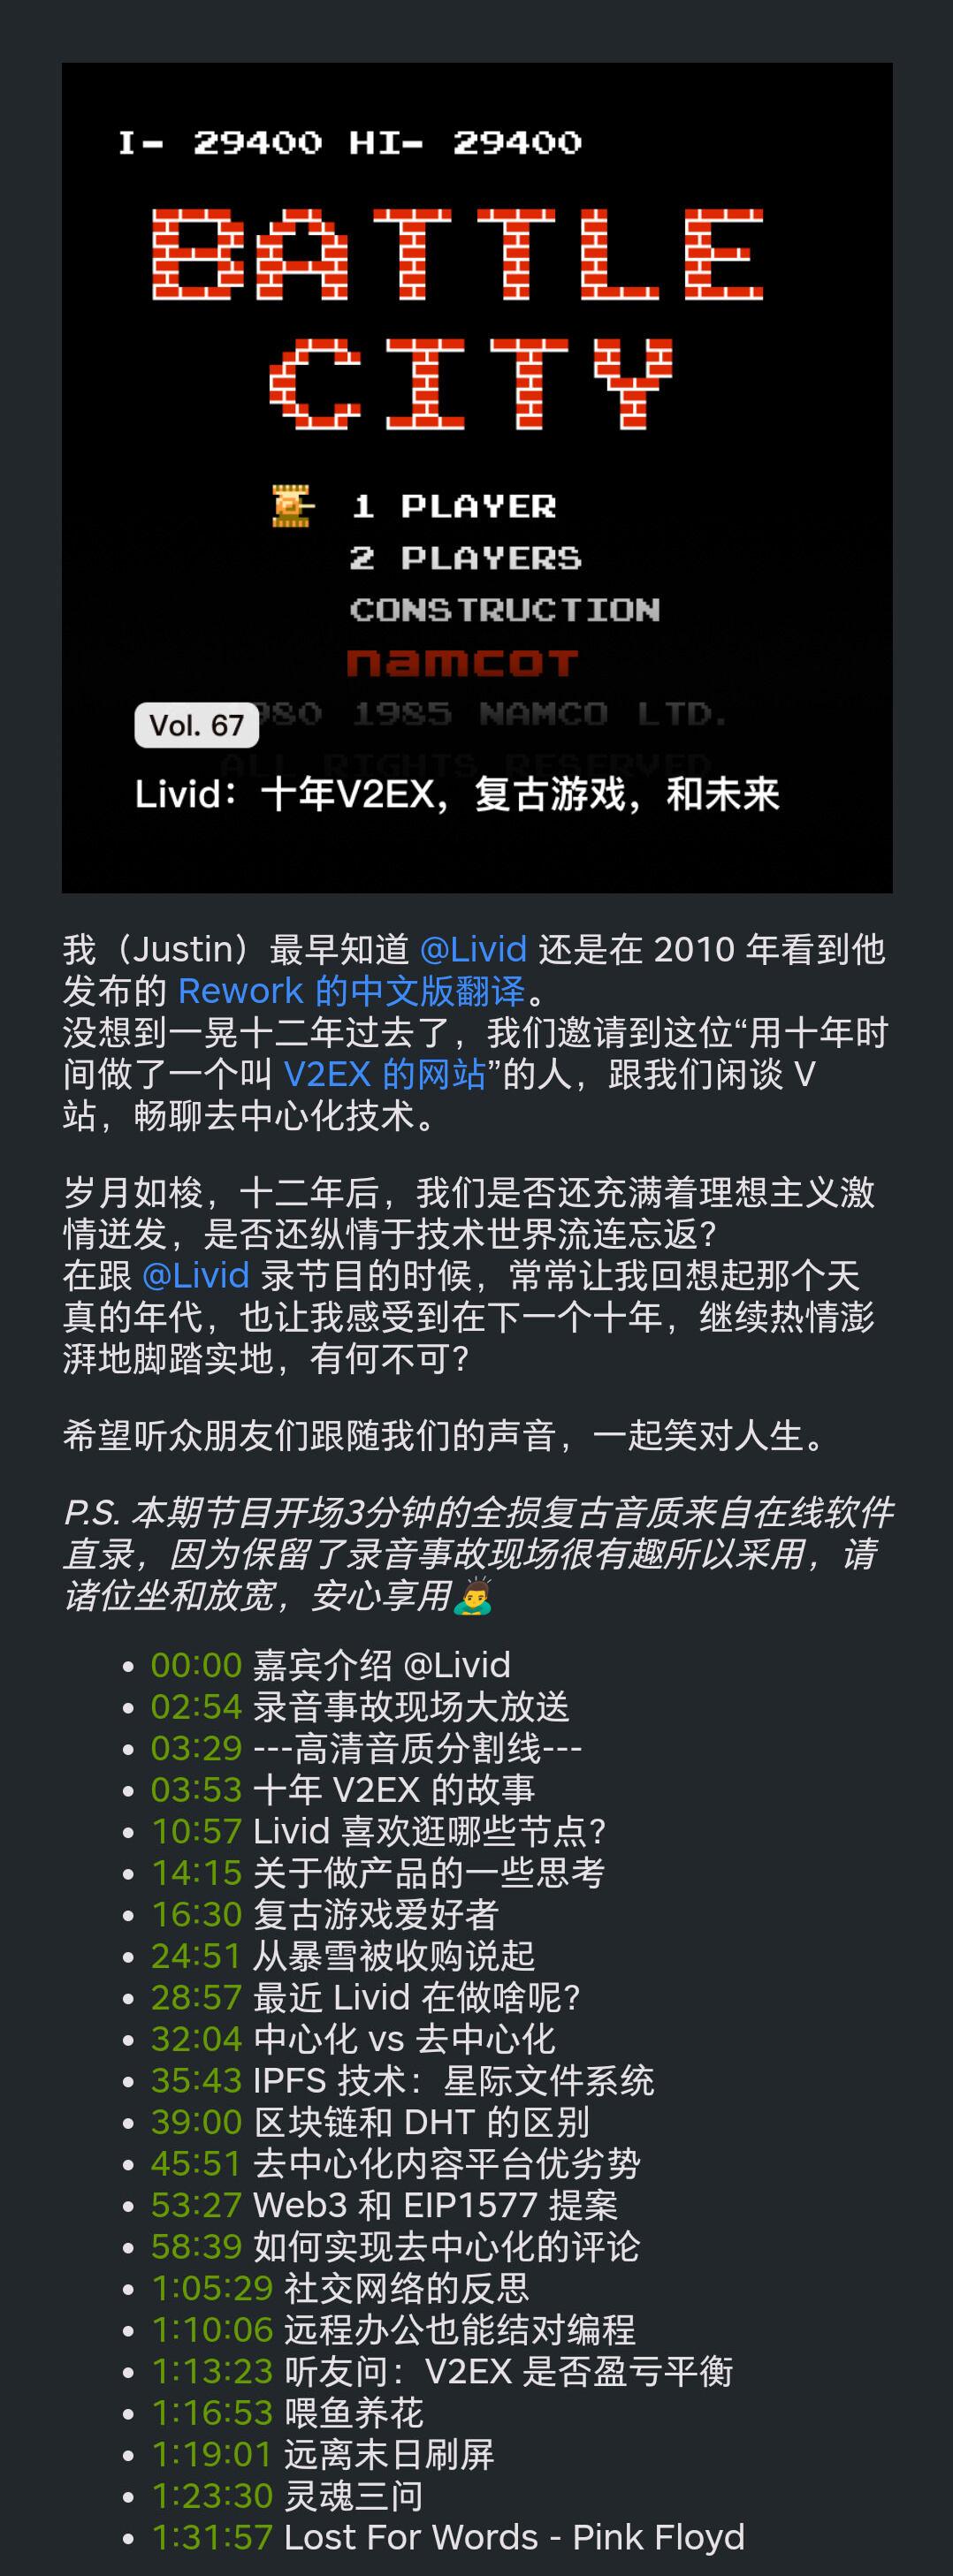 I- 29400 HI- 29400
BATTLE
CITY
1 PLAYER
2 PLAYERS
CONSTRUCTION
namcoT
980 1985 NAMCO LTD.
ALL RIGHTS RESERVED
Vol. 67
Livid：十年V2EX，复古游戏，和未来
我（Justin）最早知道 @Livid 还是在 2010 年看到他
发布的 Rework 的中文版翻译。
没想到一晃十二年过去了，我们邀请到这位“用十年时
间做了一个叫 V2EX 的网站”的人，跟我们闲谈 V
站，畅聊去中心化技术。
岁月如梭，十二年后，我们是否还充满着理想主义激
情迸发，是否还纵情于技术世界流连忘返？
在跟 @Livid 录节目的时候，常常让我回想起那个天
真的年代，也让我感受到在下一个十年，继续热情澎
湃地脚踏实地，有何不可？
希望听众朋友们跟随我们的声音，一起笑对人生。
P.S. 本期节目开场3分钟的全损复古音质来自在线软件
直录，因为保留了录音事故现场很有趣所以采用，请
诸位坐和放宽，安心享用🙇‍♂️
• 00:00 嘉宾介绍 @Livid
• 02:54 录音事故现场大放送
• 03:29 ---高清音质分割线---
• 03:53 十年 V2EX 的故事
• 10:57 Livid 喜欢逛哪些节点？
• 14:15 关于做产品的一些思考
• 16:30 复古游戏爱好者
• 24:51 从暴雪被收购说起
• 28:57 最近 Livid 在做啥呢？
• 32:04 中心化 vs 去中心化
• 35:43 IPFS 技术：星际文件系统
• 39:00 区块链和 DHT 的区别
• 45:51 去中心化内容平台优劣势
• 53:27 Web3 和 EIP1577 提案
• 58:39 如何实现去中心化的评论
• 1:05:29 社交网络的反思
• 1:10:06 远程办公也能结对编程
• 1:13:23 听友问：V2EX 是否盈亏平衡
• 1:16:53 喂鱼养花
• 1:19:01 远离末日刷屏
• 1:23:30 灵魂三问
• 1:31:57 Lost For Words - Pink Floyd